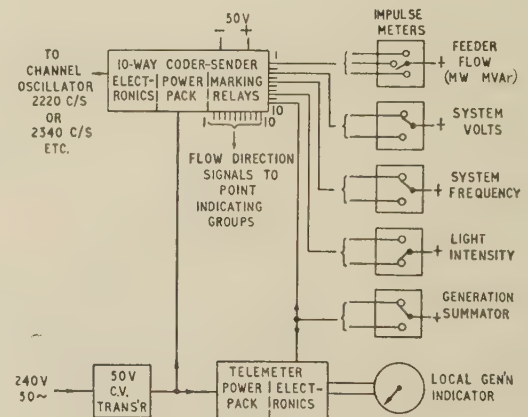 50V
− +
IMPULSE
METERS
TO
CHANNEL
OSCILLATOR
2220 C/S
OR
2340 C/S
ETC.
10-WAY CODER-SENDER
ELECT-
RONICS
POWER
PACK
MARKING
RELAYS
1
10
1
10
FLOW DIRECTION
SIGNALS TO
POINT
INDICATING
GROUPS
+ FEEDER
FLOW
(MW MVAr)
+ SYSTEM
VOLTS
+ SYSTEM
FREQUENCY
+ LIGHT
INTENSITY
+ GENERATION
SUMMATOR
240V
50~
50V
C.V.
TRANS'R
TELEMETER
POWER
PACK
ELECT-
RONICS
LOCAL GEN'N
INDICATOR